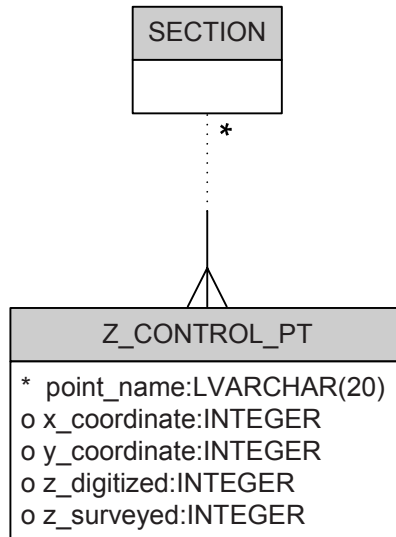 SECTION
*
Z_CONTROL_PT
* point_name:LVARCHAR(20)
o x_coordinate:INTEGER
o y_coordinate:INTEGER
o z_digitized:INTEGER
o z_surveyed:INTEGER